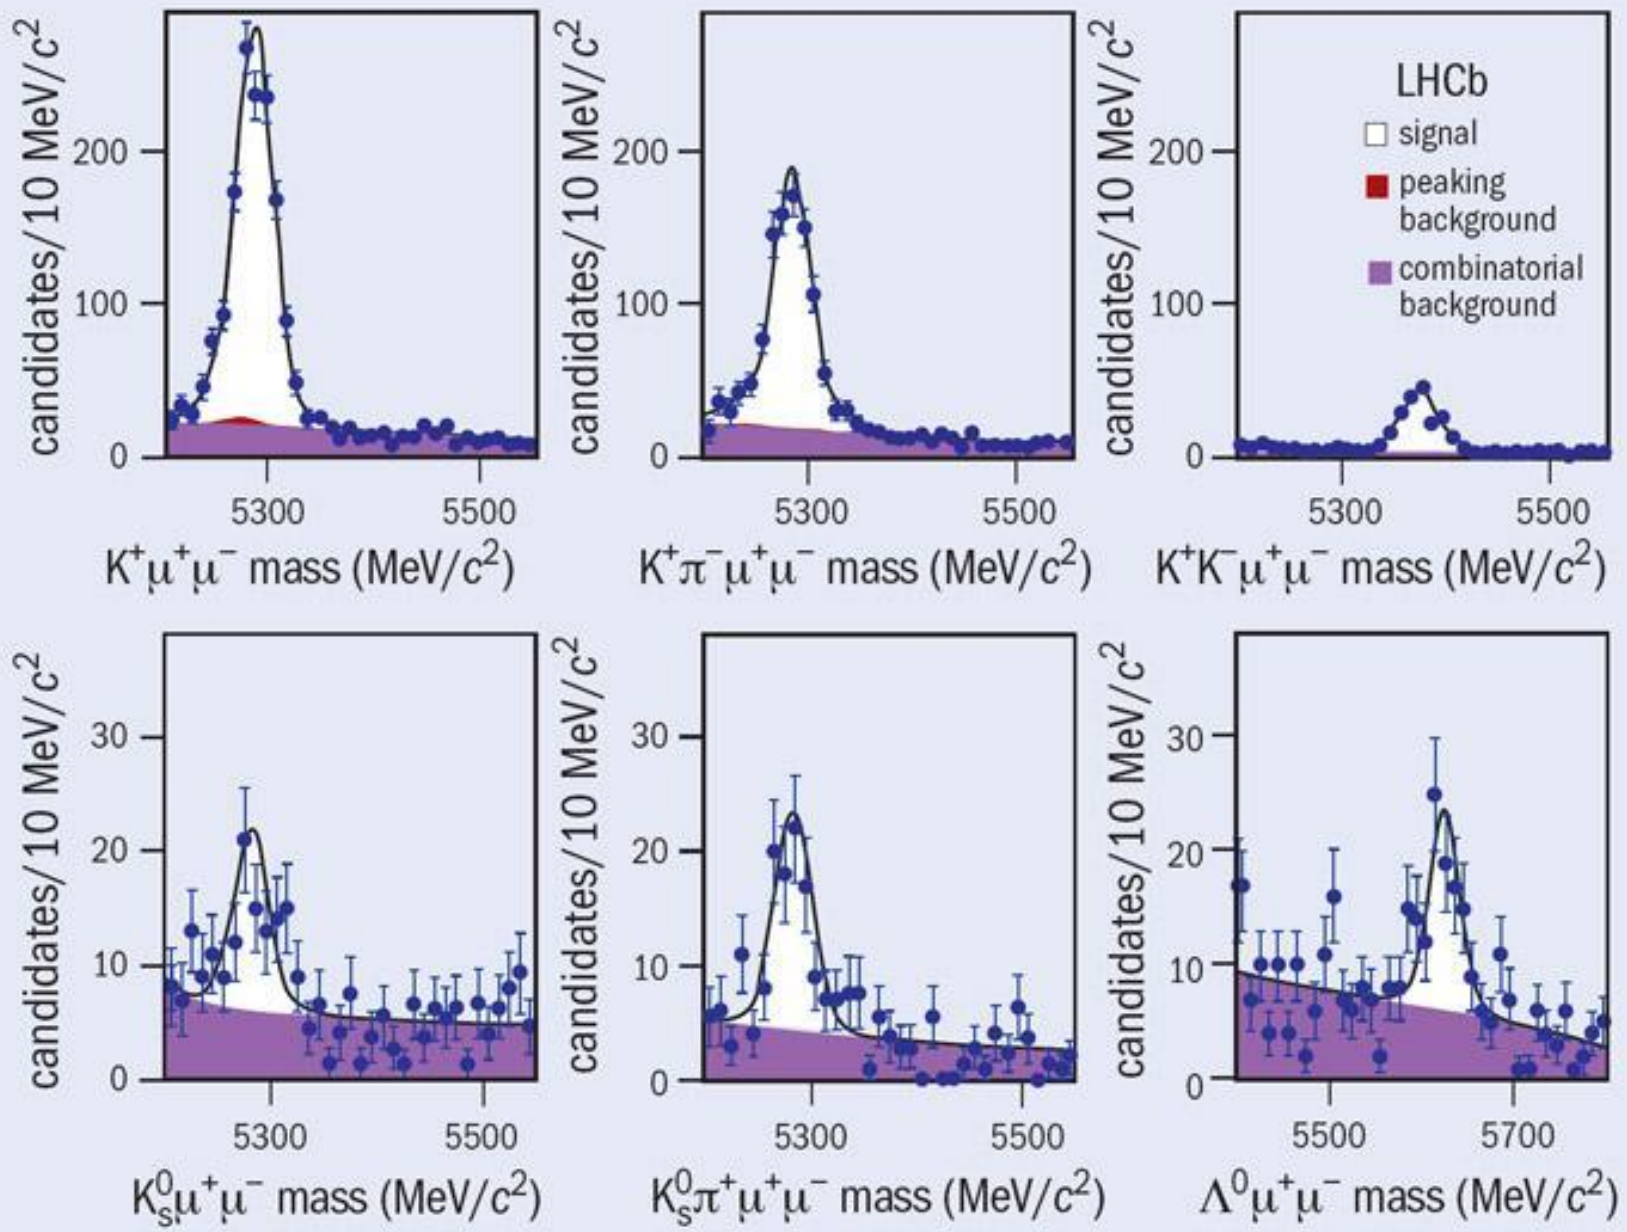 candidates/10 MeV/c²
200
100
0
5300 5500
K⁺μ⁺μ⁻ mass (MeV/c²)
candidates/10 MeV/c²
200
100
0
5300 5500
K⁺π⁻μ⁺μ⁻ mass (MeV/c²)
candidates/10 MeV/c²
200
100
0
5300 5500
K⁺K⁻μ⁺μ⁻ mass (MeV/c²)
LHCb
signal
peaking
background
combinatorial
background
candidates/10 MeV/c²
30
20
10
0
5300 5500
K⁰ₛμ⁺μ⁻ mass (MeV/c²)
candidates/10 MeV/c²
30
20
10
0
5300 5500
K⁰ₛπ⁺μ⁺μ⁻ mass (MeV/c²)
candidates/10 MeV/c²
30
20
10
0
5500 5700
Λ⁰μ⁺μ⁻ mass (MeV/c²)